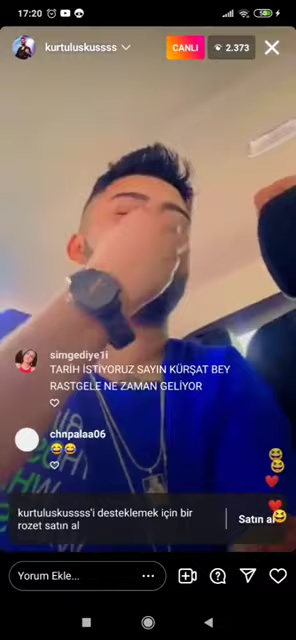 17:20
kurtuluskussss
CANLI
2.373
simgediye1i
TARİH İSTİYORUZ SAYIN KÜRŞAT BEY
RASTGELE NE ZAMAN GELİYOR
chnpalaa06
😂😂
kurtuluskussss'i desteklemek için bir
rozet satın al
Satın al
Yorum Ekle...